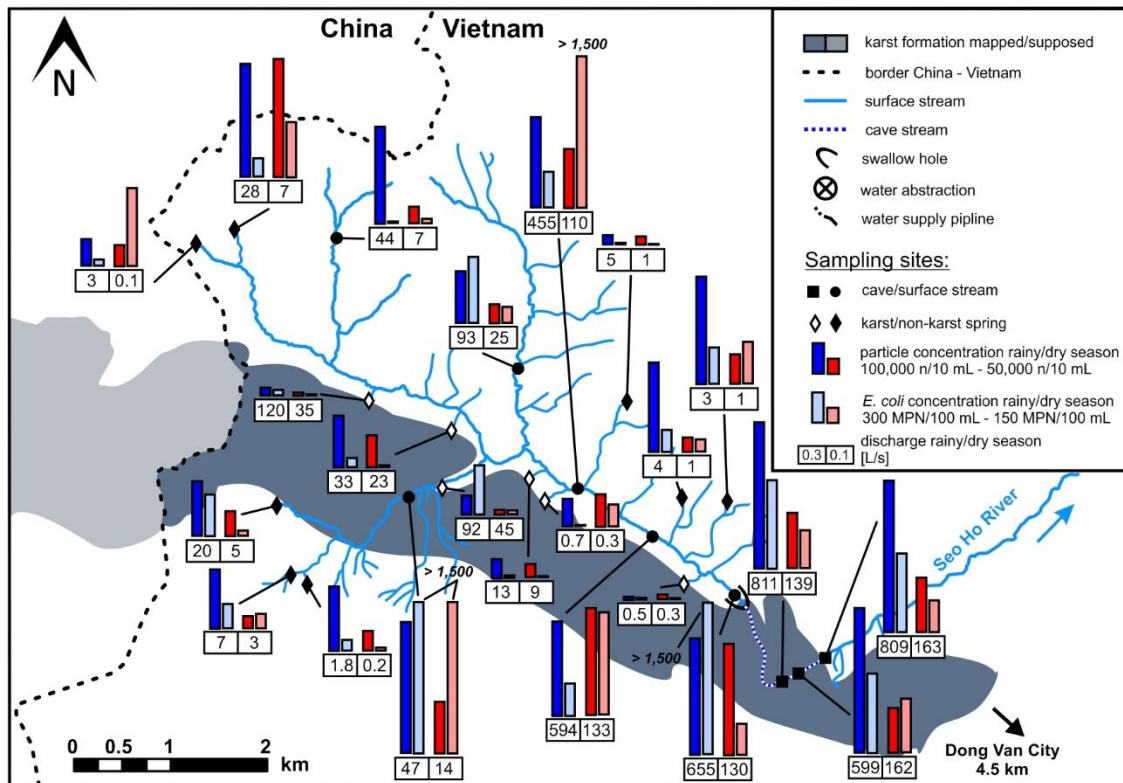 China Vietnam
N
> 1,500
28 7
44 7
455 110
3 0.1
5 1
93 25
3 1
120 35
4 1
33 23
20 5
92 45
0.7 0.3
811 139
> 1,500
13 9
0.5 0.3
7 3
1.8 0.2
> 1,500
809 163
594 133
47 14
655 130
599 162
Seo Ho River
Dong Van City
4.5 km
0 0.5 1 2
km
karst formation mapped/supposed
border China - Vietnam
surface stream
cave stream
swallow hole
water abstraction
water supply pipline
Sampling sites:
cave/surface stream
karst/non-karst spring
particle concentration rainy/dry season
100,000 n/10 mL - 50,000 n/10 mL
E. coli concentration rainy/dry season
300 MPN/100 mL - 150 MPN/100 mL
0.3 0.1 discharge rainy/dry season
[L/s]